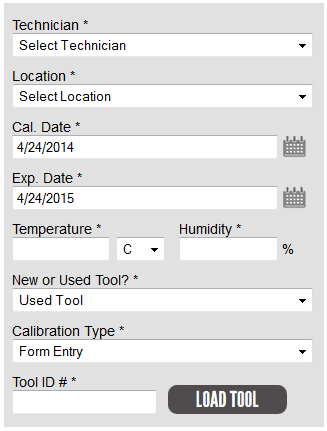 Technician *
Select Technician
Location *
Select Location
Cal. Date *
4/24/2014
Exp. Date *
4/24/2015
Temperature * Humidity *
C %
New or Used Tool? *
Used Tool
Calibration Type *
Form Entry
Tool ID # *
LOAD TOOL